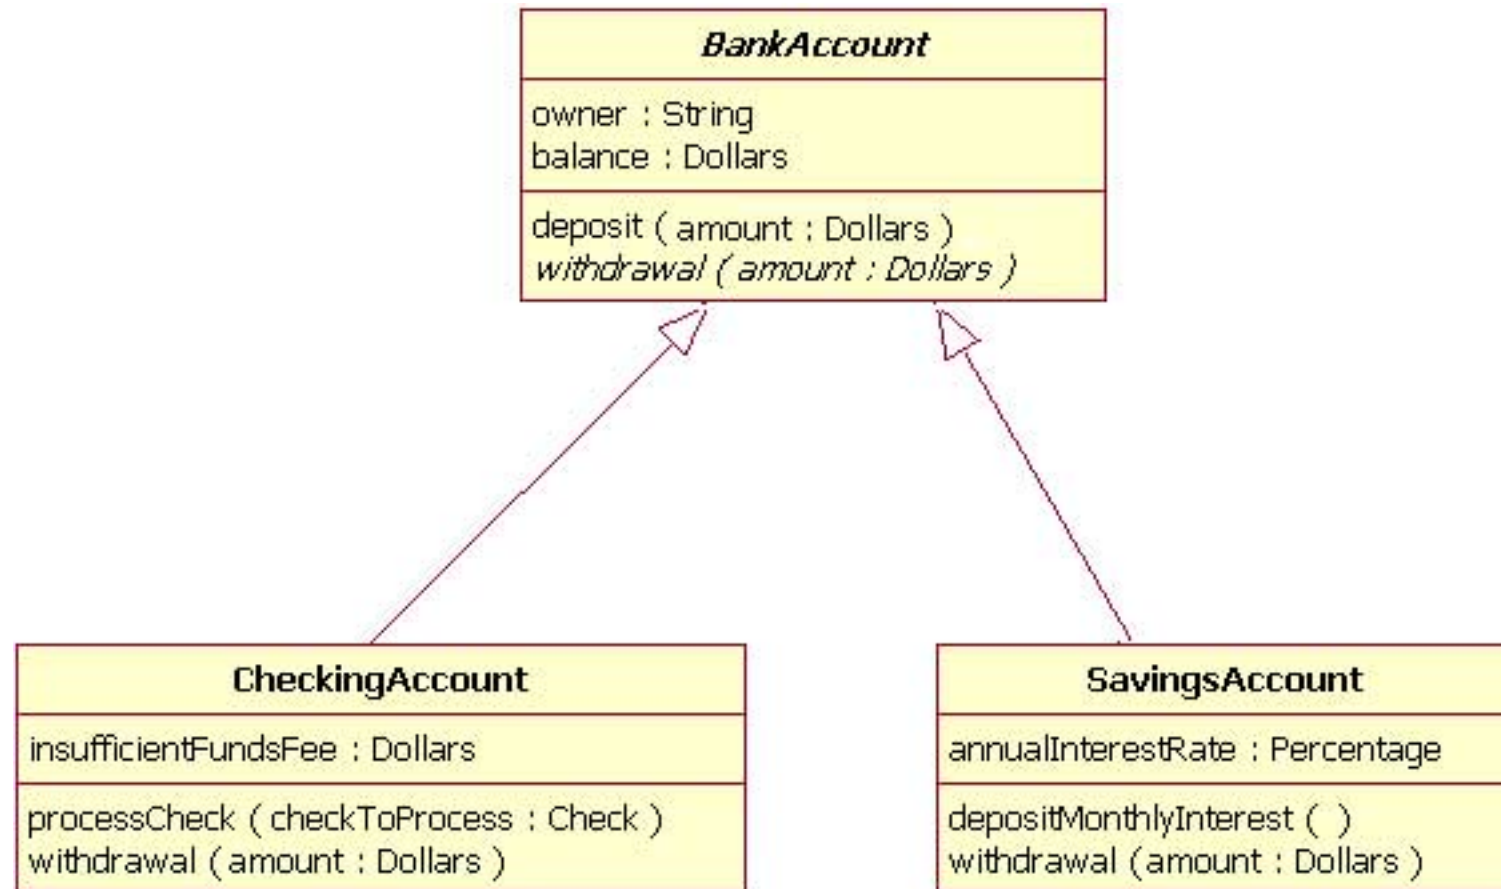 BankAccount
owner : String
balance : Dollars
deposit ( amount : Dollars )
withdrawal ( amount : Dollars )
CheckingAccount
insufficientFundsFee : Dollars
processCheck ( checkToProcess : Check )
withdrawal ( amount : Dollars )
SavingsAccount
annualInterestRate : Percentage
depositMonthlyInterest ( )
withdrawal ( amount : Dollars )